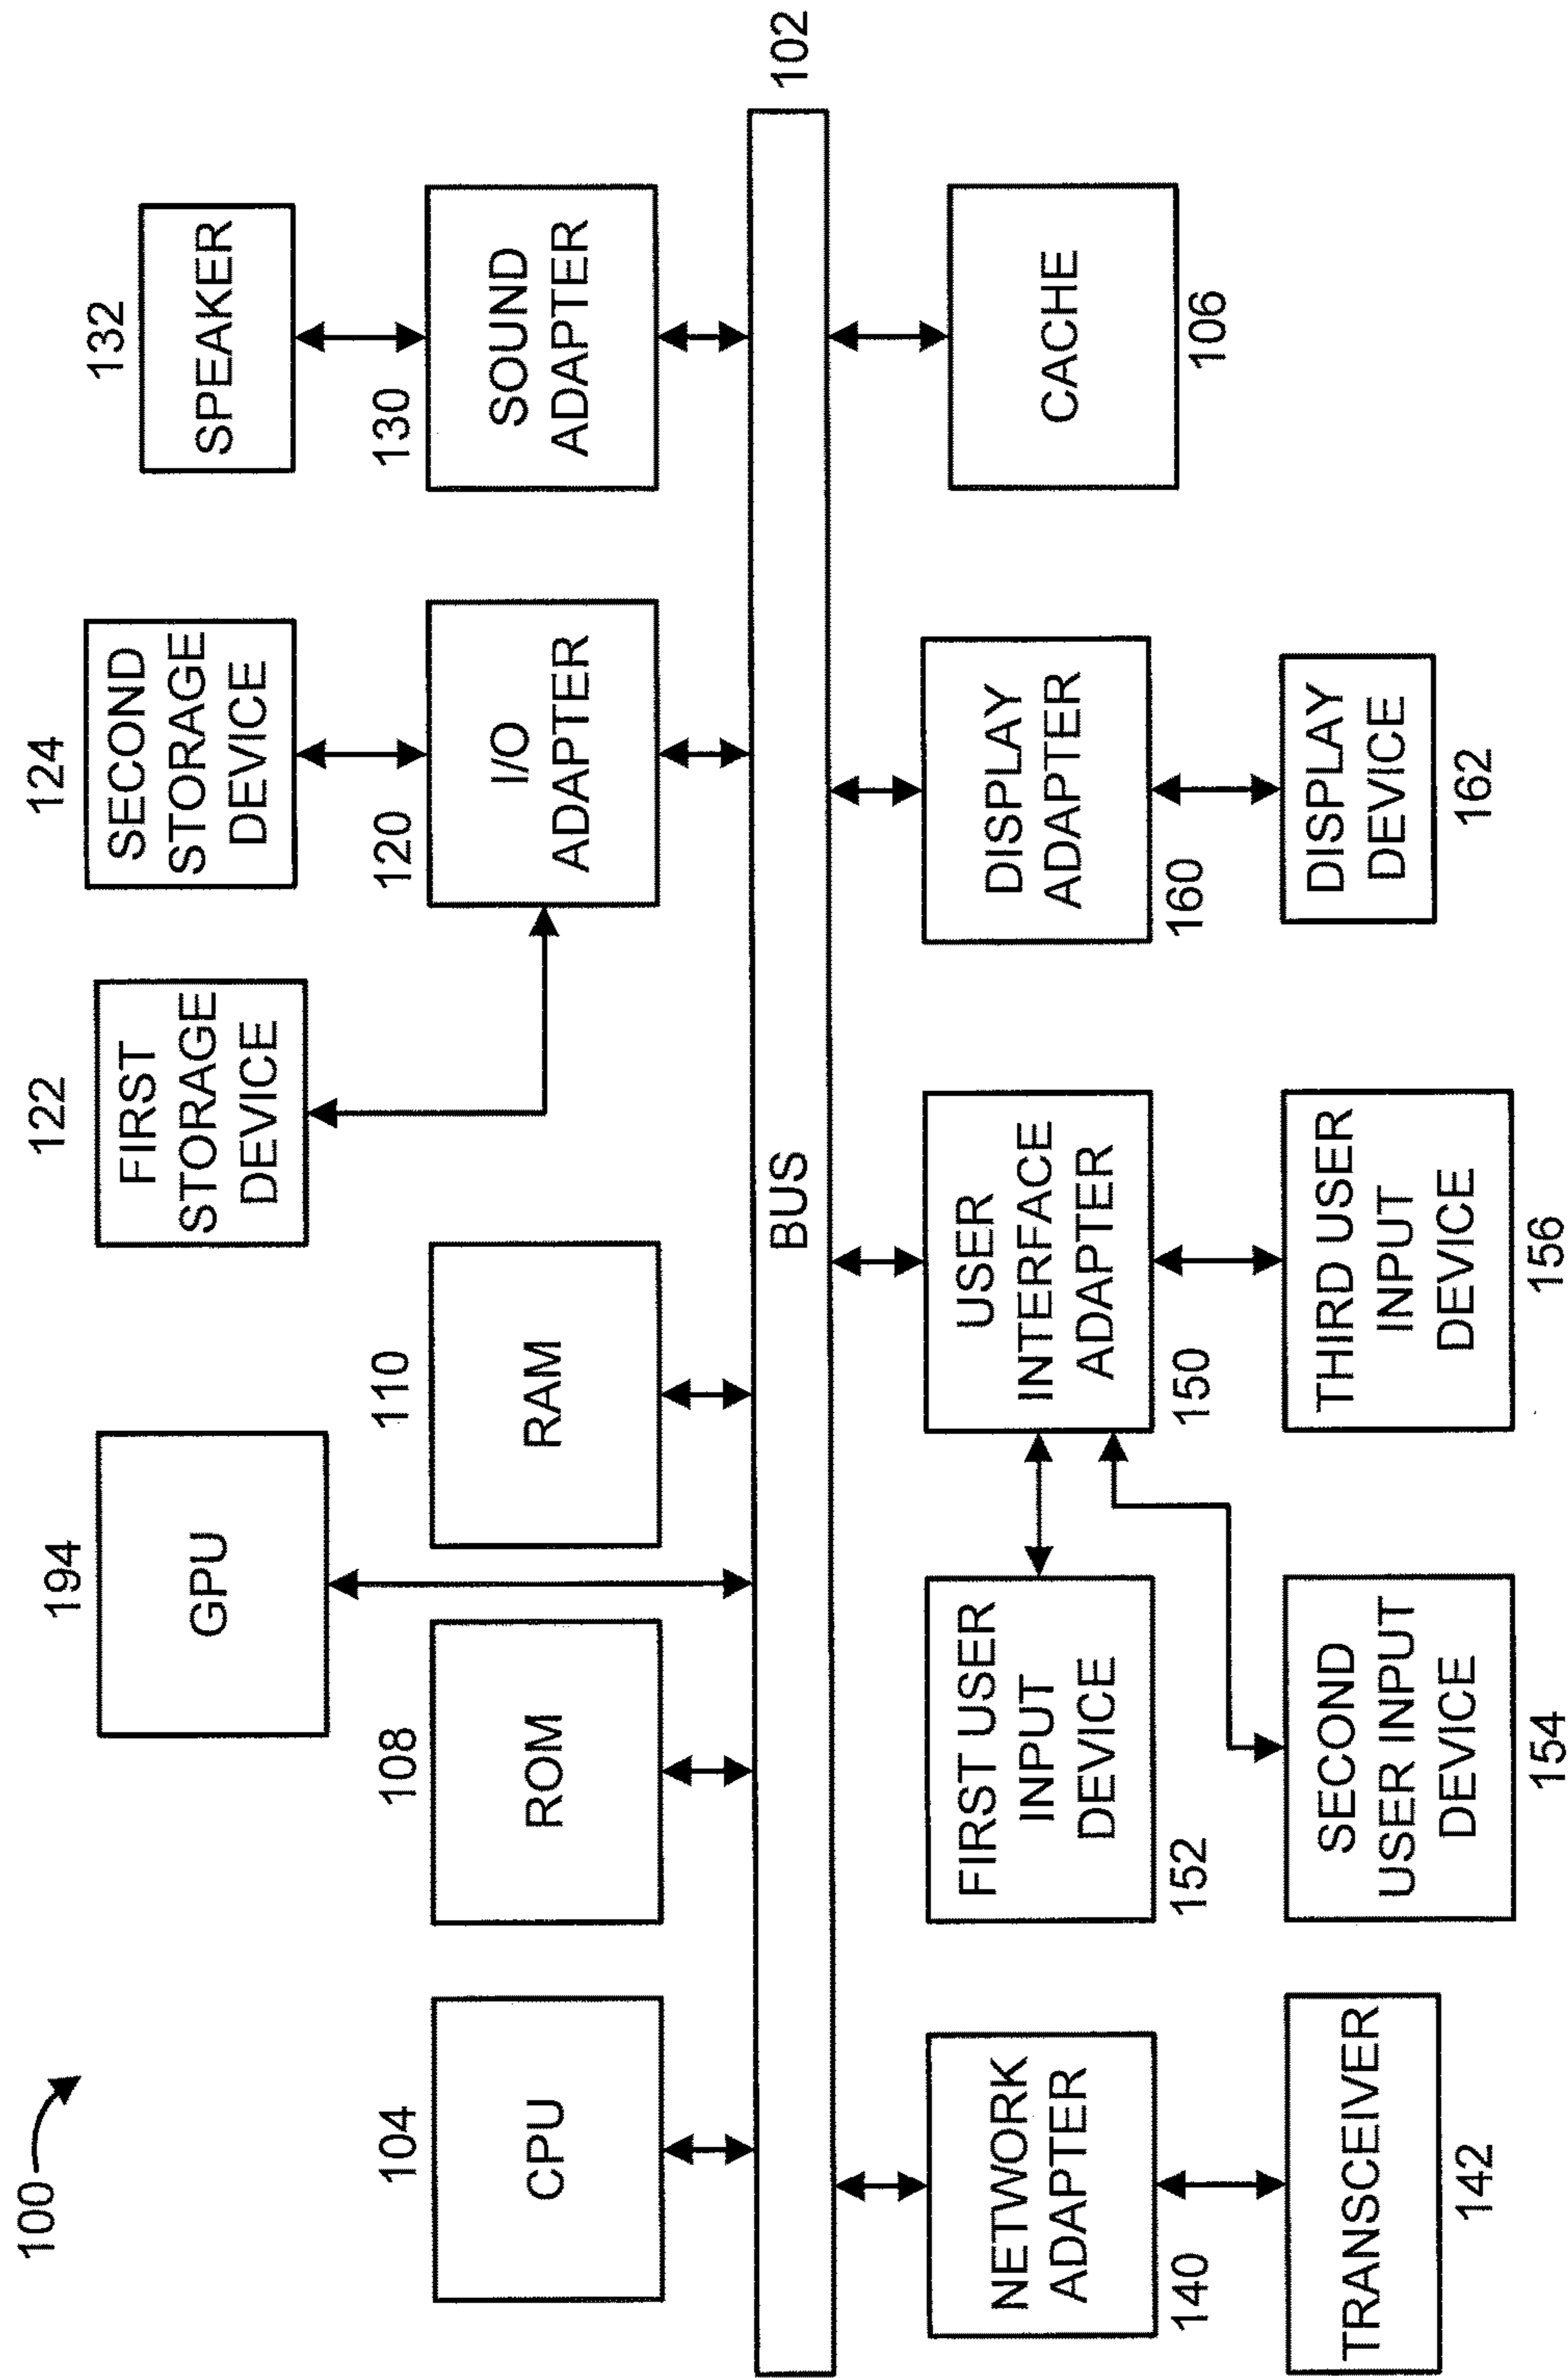 100
104
CPU
108
ROM
194
GPU
110
RAM
122
FIRST
STORAGE
DEVICE
124
SECOND
STORAGE
DEVICE
120
I/O
ADAPTER
132
SPEAKER
130
SOUND
ADAPTER
BUS
102
NETWORK
ADAPTER
140
TRANSCEIVER
142
FIRST USER
INPUT
DEVICE
152
SECOND
USER INPUT
DEVICE
154
USER
INTERFACE
ADAPTER
150
THIRD USER
INPUT
DEVICE
156
DISPLAY
ADAPTER
160
DISPLAY
DEVICE
162
CACHE
106